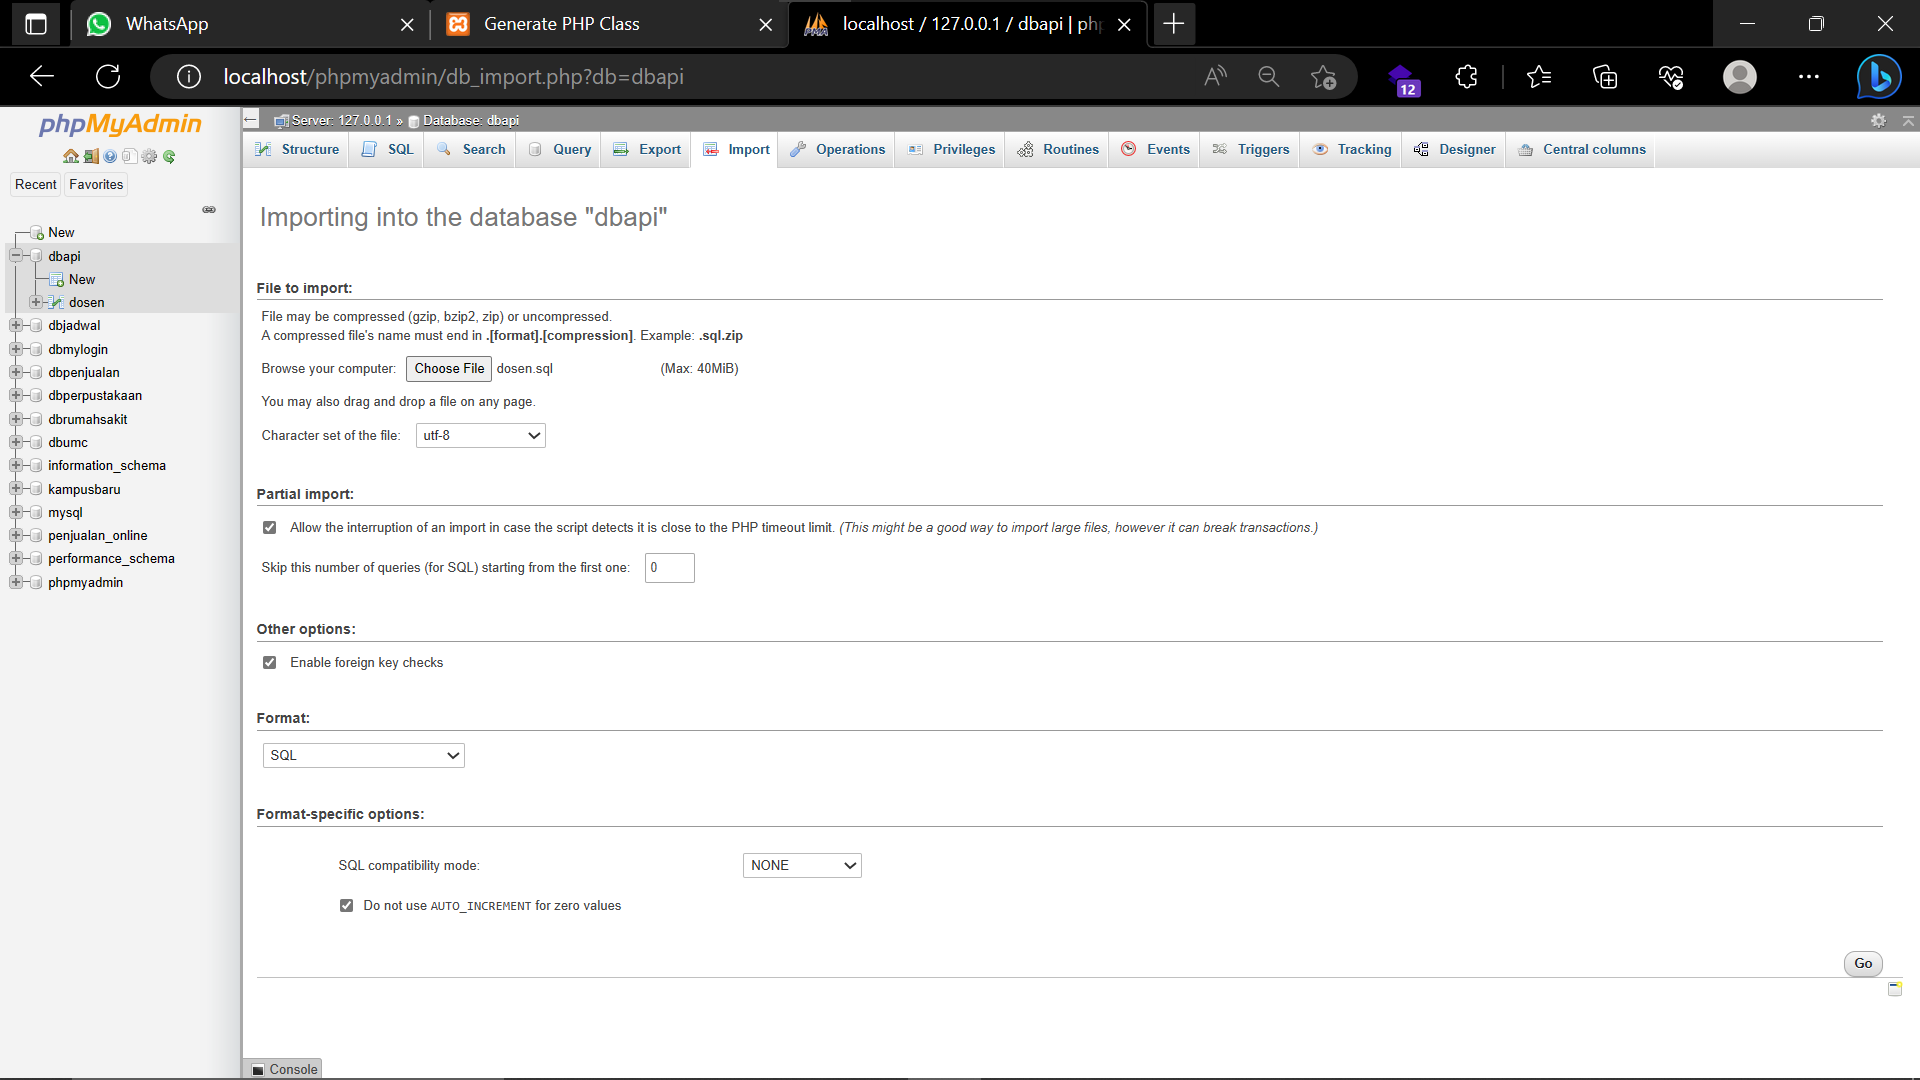 WhatsApp
Generate PHP Class
localhost / 127.0.0.1 / dbapi | ph
localhost/phpmyadmin/db_import.php?db=dbapi
12
phpMyAdmin
Recent Favorites
New
dbapi
New
dosen
dbjadwal
dbmylogin
dbpenjualan
dbperpustakaan
dbrumahsakit
dbumc
information_schema
kampusbaru
mysql
penjualan_online
performance_schema
phpmyadmin
Server: 127.0.0.1 » Database: dbapi
Structure SQL Search Query Export Import Operations Privileges Routines Events Triggers Tracking Designer Central columns
Importing into the database "dbapi"
File to import:
File may be compressed (gzip, bzip2, zip) or uncompressed.
A compressed file's name must end in .[format].[compression]. Example: .sql.zip
Browse your computer: Choose File dosen.sql (Max: 40MiB)
You may also drag and drop a file on any page.
Character set of the file: utf-8
Partial import:
Allow the interruption of an import in case the script detects it is close to the PHP timeout limit. (This might be a good way to import large files, however it can break transactions.)
Skip this number of queries (for SQL) starting from the first one: 0
Other options:
Enable foreign key checks
Format:
SQL
Format-specific options:
SQL compatibility mode: NONE
Do not use AUTO_INCREMENT for zero values
Go
Console